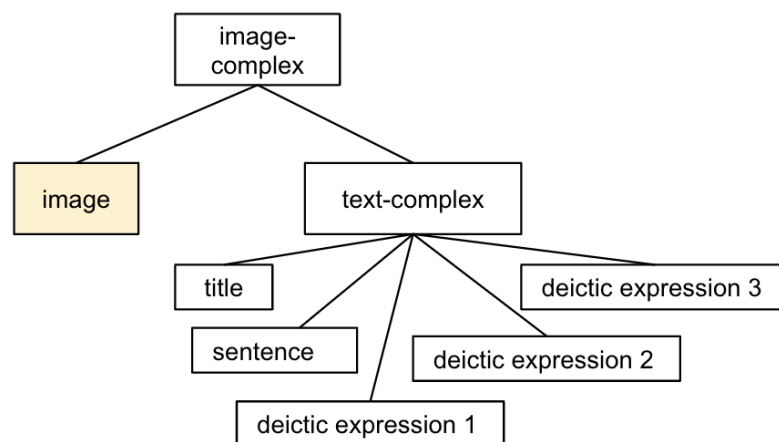 image-
complex
image
text-complex
title
deictic expression 3
sentence
deictic expression 2
deictic expression 1